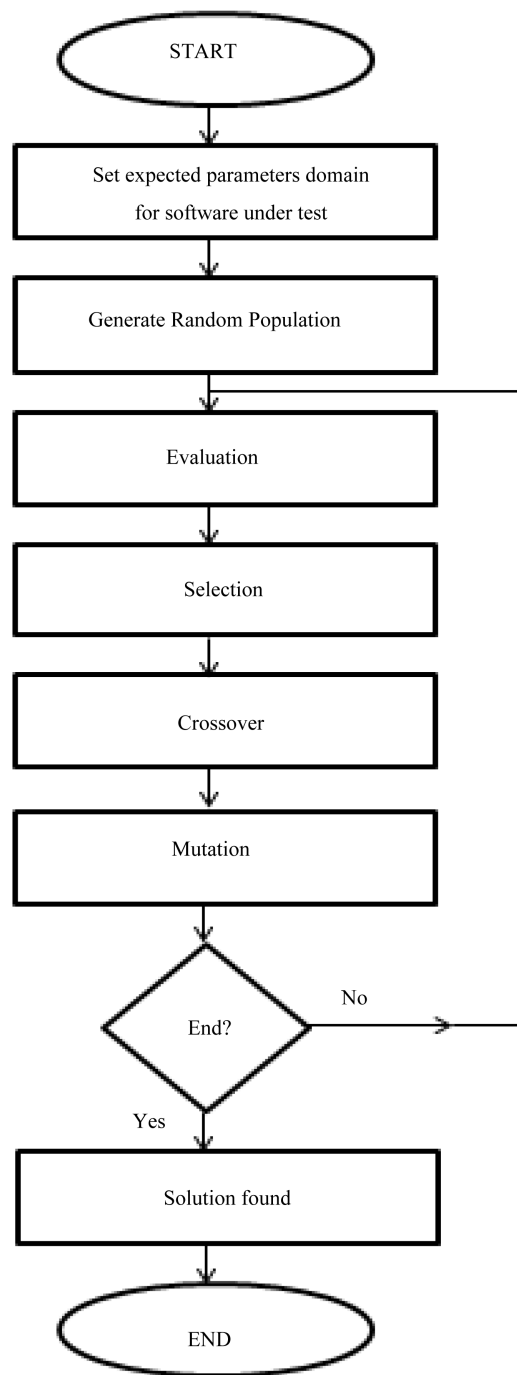 START
Set expected parameters domain
for software under test
Generate Random Population
Evaluation
Selection
Crossover
Mutation
End?
No
Yes
Solution found
END